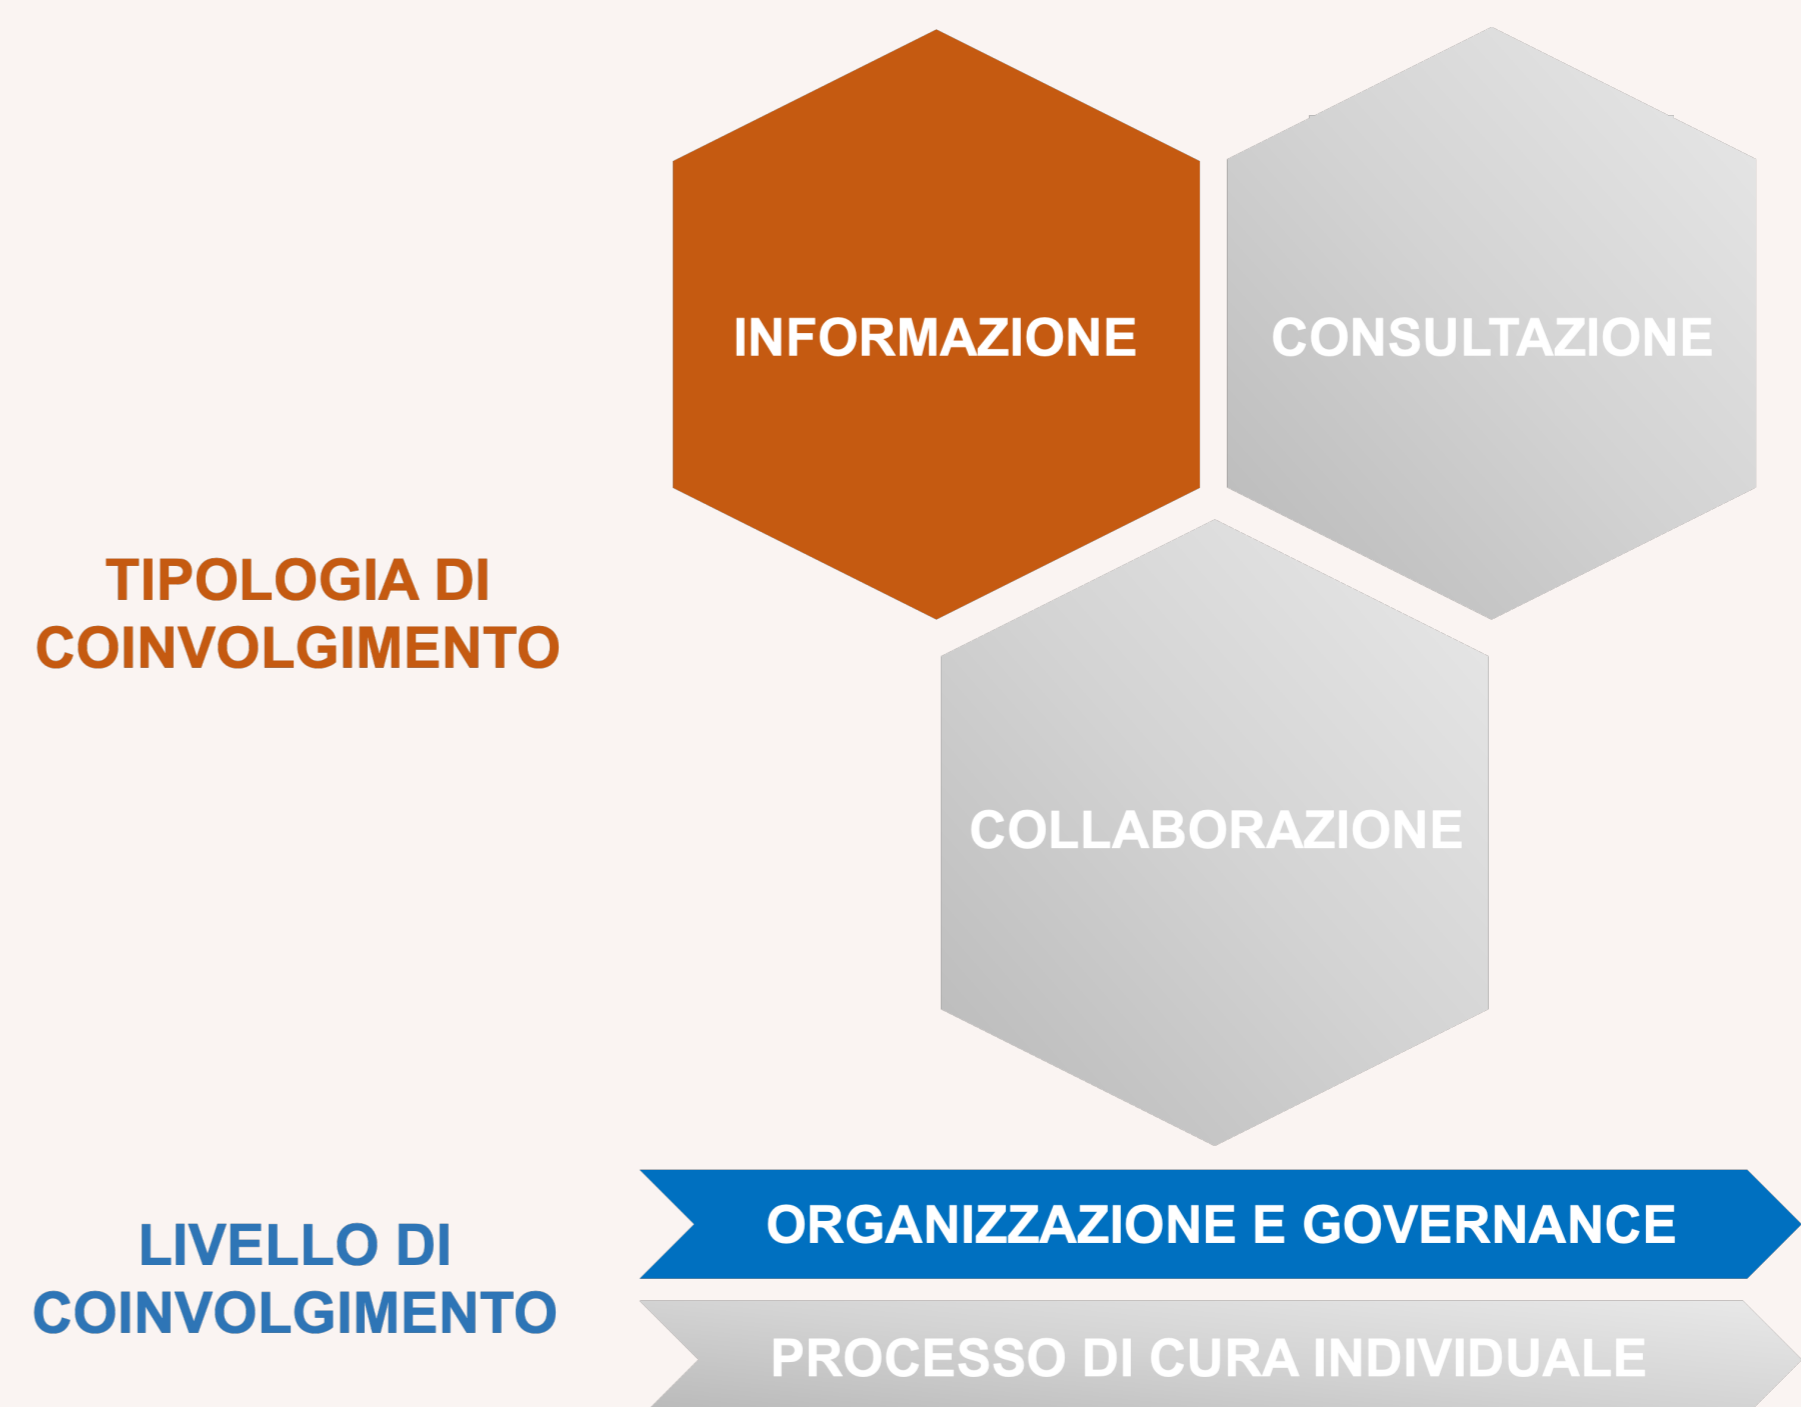 INFORMAZIONE
CONSULTAZIONE
TIPOLOGIA DI
COINVOLGIMENTO
COLLABORAZIONE
LIVELLO DI
COINVOLGIMENTO
ORGANIZZAZIONE E GOVERNANCE
PROCESSO DI CURA INDIVIDUALE